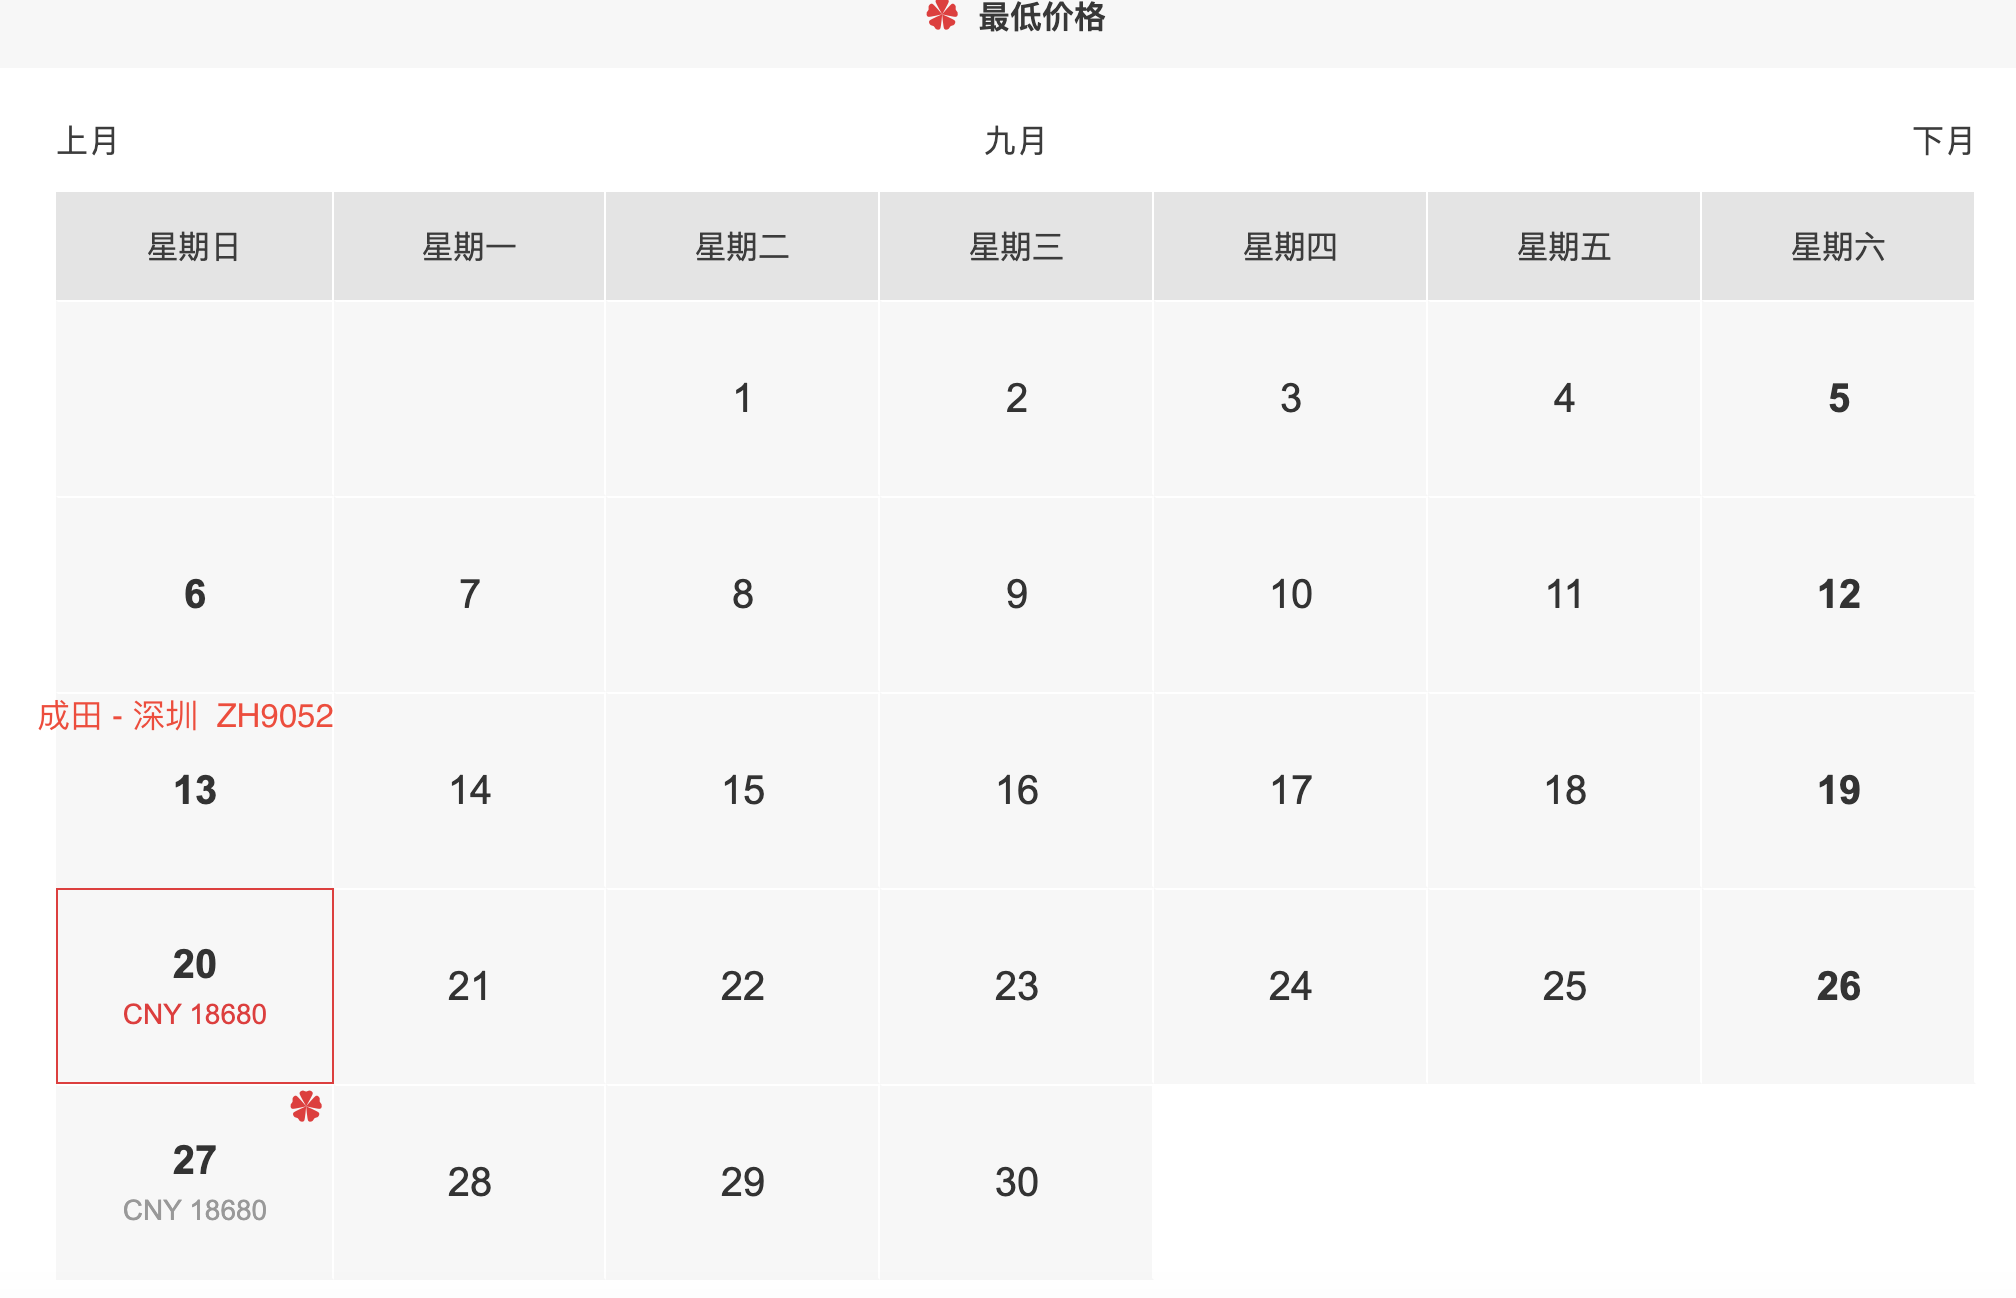 最低价格
上月 九月 下月
星期日 星期一 星期二 星期三 星期四 星期五 星期六
1 2 3 4 5
6 7 8 9 10 11 12
成田 - 深圳 ZH9052
13 14 15 16 17 18 19
20 21 22 23 24 25 26
CNY 18680
27 28 29 30
CNY 18680